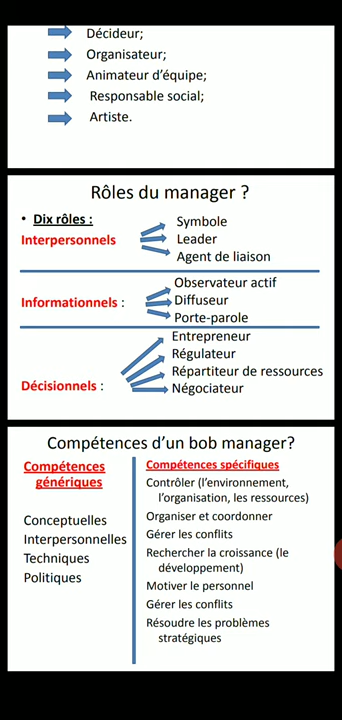 Décideur;
Organisateur;
Animateur d'équipe;
Responsable social;
Artiste.
Rôles du manager ?
• Dix rôles :
Interpersonnels
Symbole
Leader
Agent de liaison
Informationnels :
Observateur actif
Diffuseur
Porte-parole
Décisionnels :
Entrepreneur
Régulateur
Répartiteur de ressources
Négociateur
Compétences d'un bob manager?
Compétences
génériques
Conceptuelles
Interpersonnelles
Techniques
Politiques
Compétences spécifiques
Contrôler (l'environnement,
l'organisation, les ressources)
Organiser et coordonner
Gérer les conflits
Rechercher la croissance (le
développement)
Motiver le personnel
Gérer les conflits
Résoudre les problèmes
stratégiques